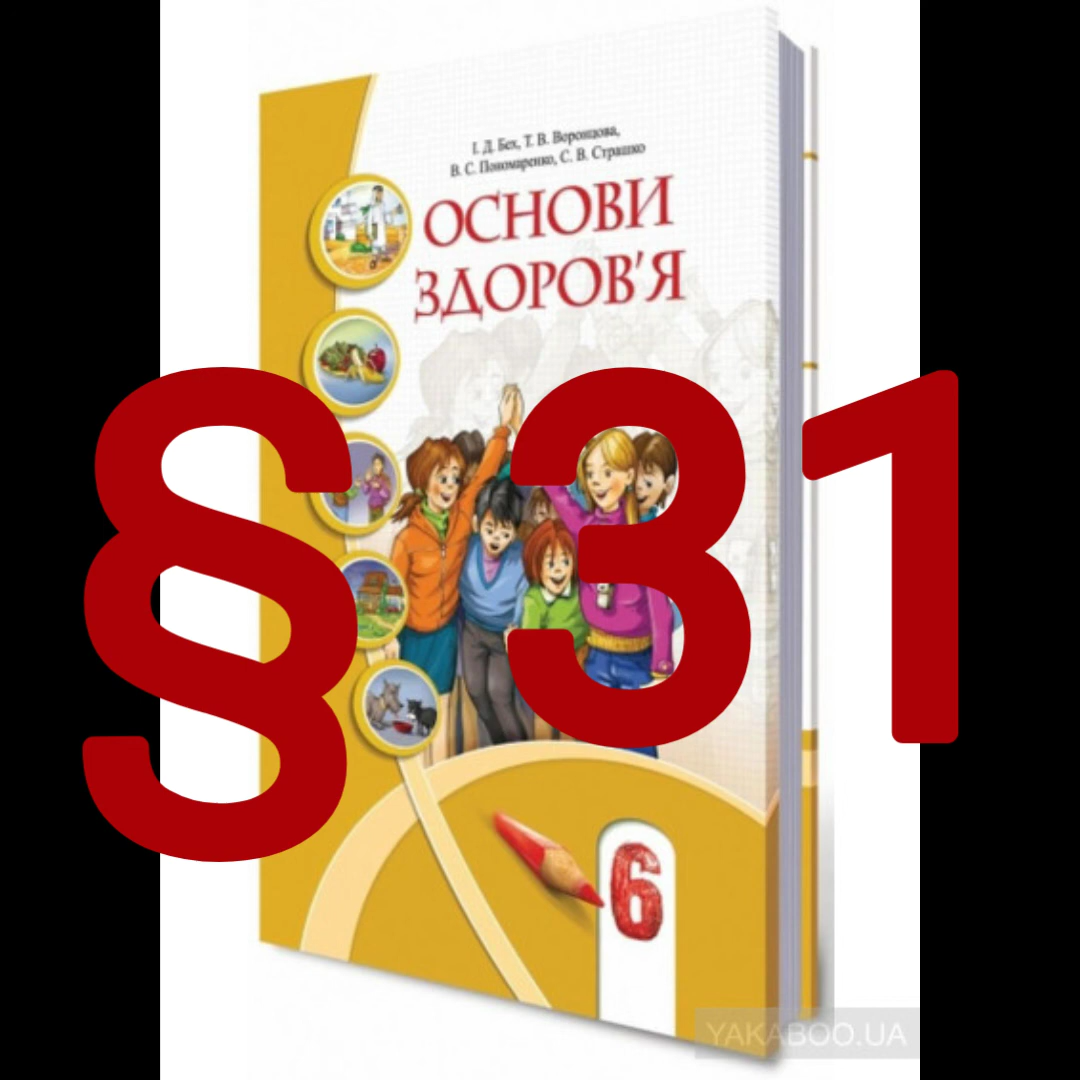 І. Д. Бех, Т. В. Воронцова,
В. С. Пономаренко, С. В. Страшко
ОСНОВИ
ЗДОРОВ'Я
§ 31
6
YAKABOO.UA